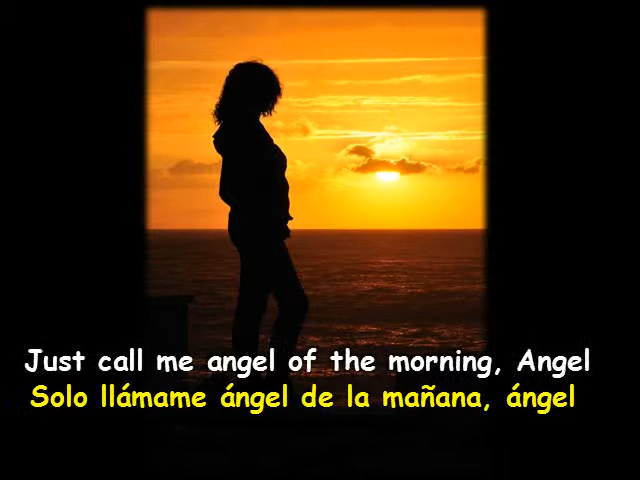 Just call me angel of the morning, Angel
Solo llámame ángel de la mañana, ángel